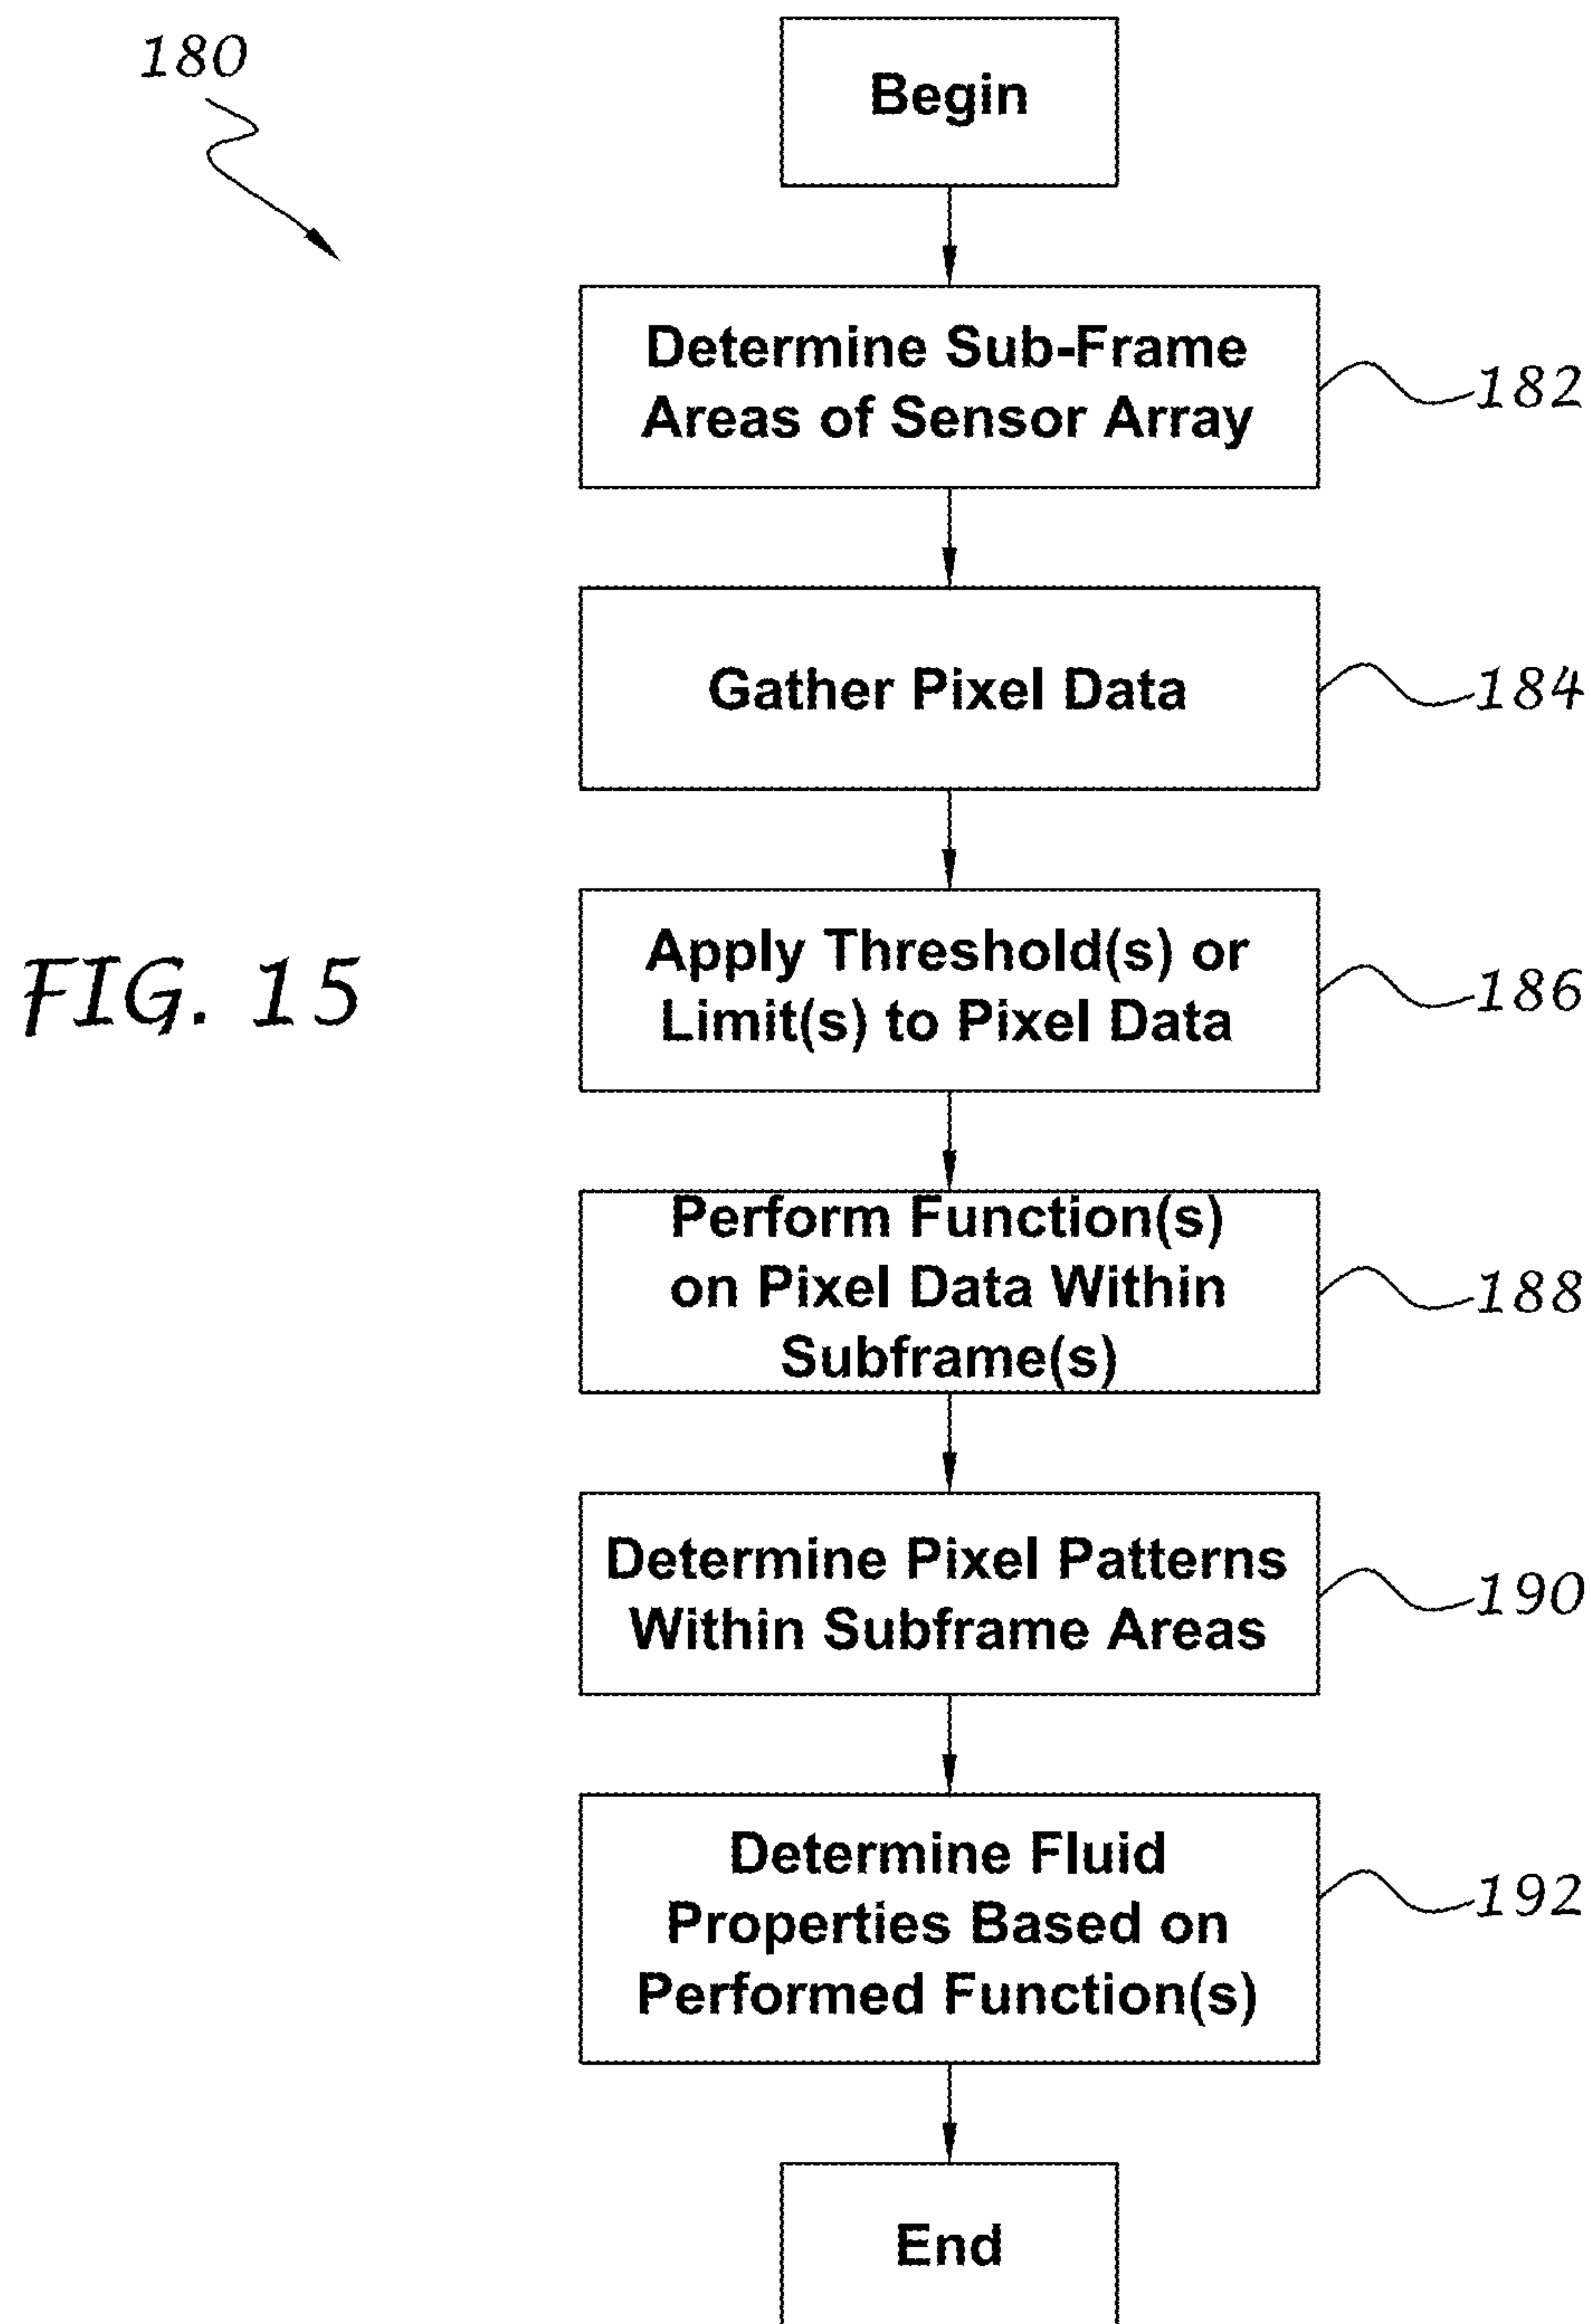 180
Begin
Determine Sub-Frame
Areas of Sensor Array
182
Gather Pixel Data
184
FIG. 15
Apply Threshold(s) or
Limit(s) to Pixel Data
186
Perform Function(s)
on Pixel Data Within
Subframe(s)
188
Determine Pixel Patterns
Within Subframe Areas
190
Determine Fluid
Properties Based on
Performed Function(s)
192
End